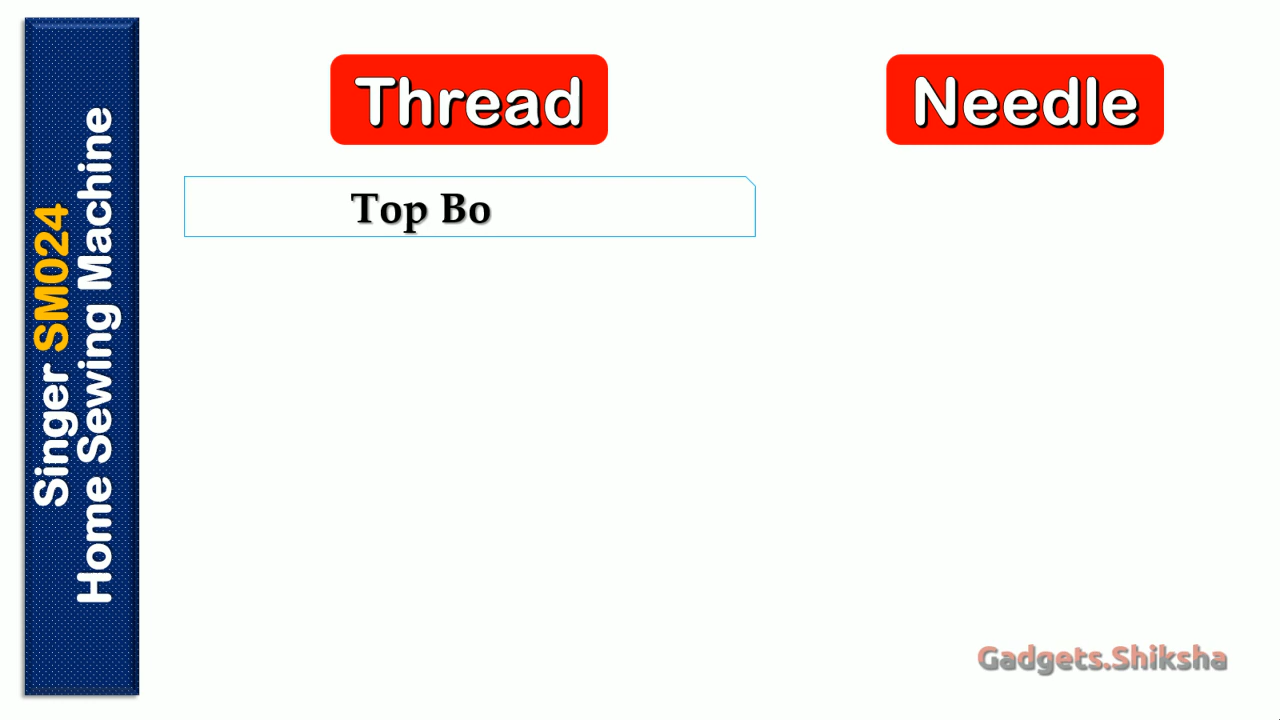 Singer SM024
Home Sewing Machine
Thread
Needle
Top Bo
Gadgets.Shiksha